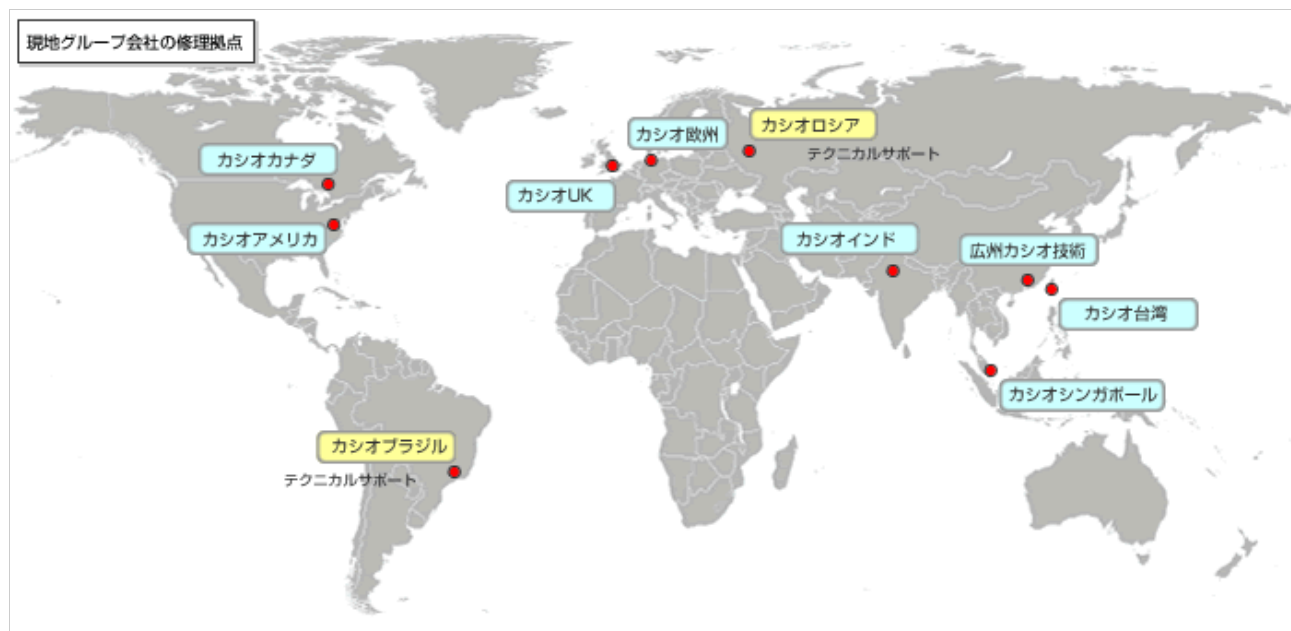 現地グループ会社の修理拠点
カシオ欧州
カシオロシア
テクニカルサポート
カシオカナダ
カシオUK
カシオアメリカ
カシオインド
広州カシオ技術
カシオ台湾
カシオシンガポール
カシオブラジル
テクニカルサポート